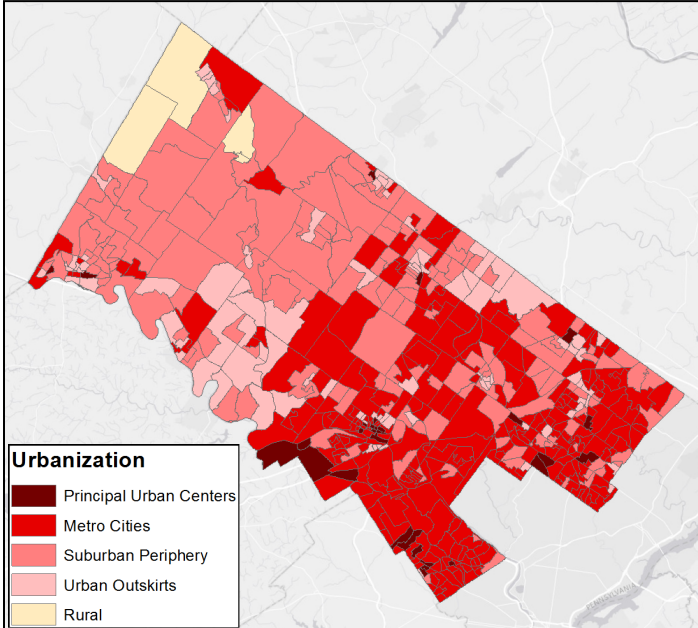 Urbanization
Principal Urban Centers
Metro Cities
Suburban Periphery
Urban Outskirts
Rural